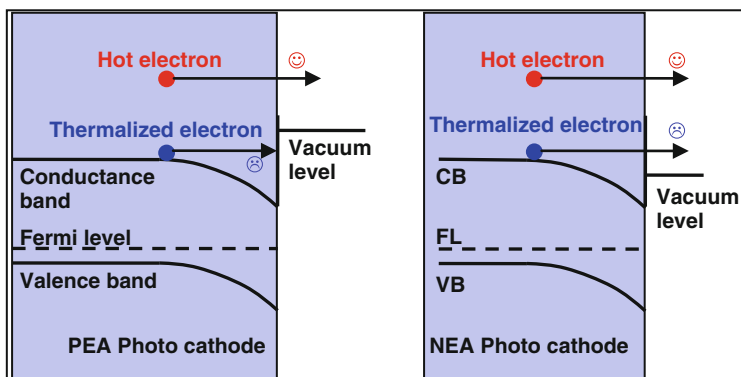 Hot electron
Thermalized electron
Vacuum
level
Conductance
band
Fermi level
Valence band
PEA Photo cathode
Hot electron
Thermalized electron
CB
Vacuum
level
FL
VB
NEA Photo cathode